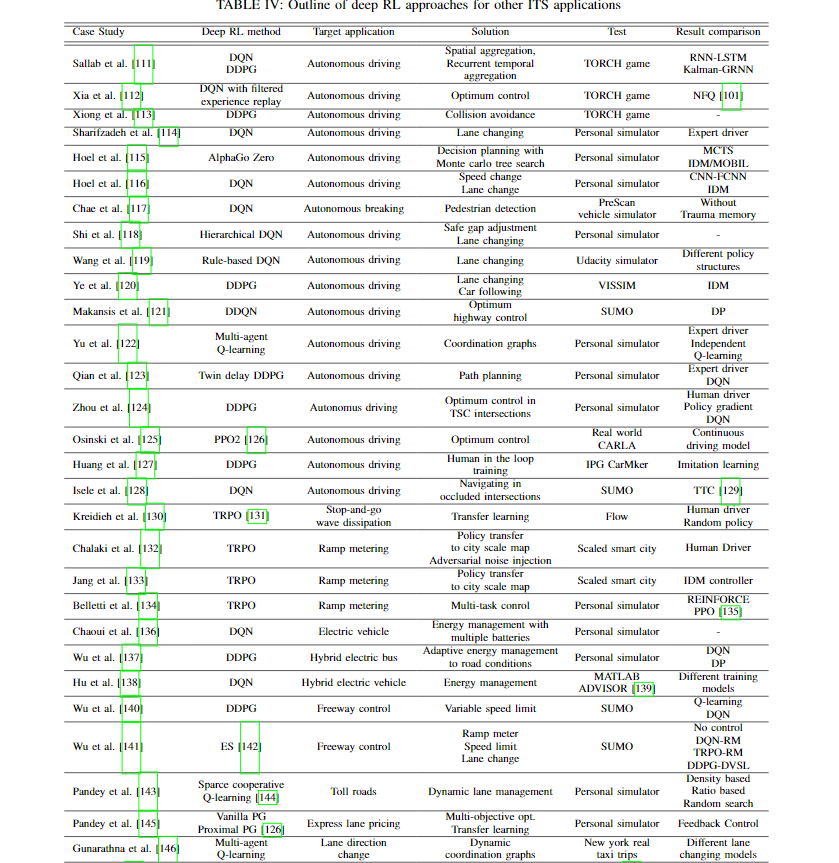 TABLE IV: Outline of deep RL approaches for other ITS applications
Case Study Deep RL method Target application Solution Test Result comparison
Sallab et al. [111] DQN DDPG Autonomous driving Spatial aggregation, Recurrent temporal aggregation TORCH game RNN-LSTM Kalman-GRNN
Xia et al. [112] DQN with filtered experience replay Autonomous driving Optimum control TORCH game NFQ [101]
Xiong et al. [113] DDPG Autonomous driving Collision avoidance TORCH game -
Sharifzadeh et al. [114] DQN Autonomous driving Lane changing Personal simulator Expert driver
Hoel et al. [115] AlphaGo Zero Autonomous driving Decision planning with Monte carlo tree search Personal simulator MCTS IDM/MOBIL
Hoel et al. [116] DQN Autonomous driving Speed change Lane change Personal simulator CNN-FCNN IDM
Chae et al. [117] DQN Autonomous breaking Pedestrian detection PreScan vehicle simulator Without Trauma memory
Shi et al. [118] Hierarchical DQN Autonomous driving Safe gap adjustment Lane changing Personal simulator -
Wang et al. [119] Rule-based DQN Autonomous driving Lane changing Udacity simulator Different policy structures
Ye et al. [120] DDPG Autonomous driving Lane changing Car following VISSIM IDM
Makansis et al. [121] DDQN Autonomous driving Optimum highway control SUMO DP
Yu et al. [122] Multi-agent Q-learning Autonomous driving Coordination graphs Personal simulator Expert driver Independent Q-learning
Qian et al. [123] Twin delay DDPG Autonomous driving Path planning Personal simulator Expert driver DQN
Zhou et al. [124] DDPG Autonomus driving Optimum control in TSC intersections Personal simulator Human driver Policy gradient DQN
Osinski et al. [125] PPO2 [126] Autonomous driving Optimum control Real world CARLA Continuous driving model
Huang et al. [127] DDPG Autonomous driving Human in the loop training IPG CarMker Imitation learning
Isele et al. [128] DQN Autonomous driving Navigating in occluded intersections SUMO TTC [129]
Kreidieh et al. [130] TRPO [131] Stop-and-go wave dissipation Transfer learning Flow Human driver Random policy
Chalaki et al. [132] TRPO Ramp metering Policy transfer to city scale map Adversarial noise injection Scaled smart city Human Driver
Jang et al. [133] TRPO Ramp metering Policy transfer to city scale map Scaled smart city IDM controller
Belletti et al. [134] TRPO Ramp metering Multi-task conrol Personal simulator REINFORCE PPO [135]
Chaoui et al. [136] DQN Electric vehicle Energy management with multiple batteries Personal simulator -
Wu et al. [137] DDPG Hybrid electric bus Adaptive energy management to road conditions Personal simulator DQN DP
Hu et al. [138] DQN Hybrid electric vehicle Energy management MATLAB ADVISOR [139] Different training models
Wu et al. [140] DDPG Freeway control Variable speed limit SUMO Q-learning DQN
Wu et al. [141] ES [142] Freeway control Ramp meter Speed limit Lane change SUMO No control DQN-RM TRPO-RM DDPG-DVSL
Pandey et al. [143] Sparce cooperative Q-learning [144] Toll roads Dynamic lane management Personal simulator Density based Ratio based Random search
Pandey et al. [145] Vanilla PG Proximal PG [126] Express lane pricing Multi-objective opt. Transfer learning Personal simulator Feedback Control
Gunarathna et al. [146] Multi-agent Q-learning Lane direction change Dynamic coordination graphs New york real taxi trips Different lane changing models